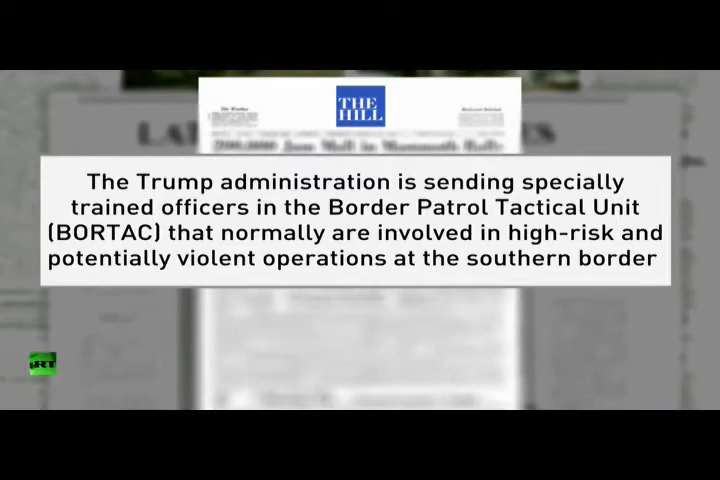 THE
HILL
The Trump administration is sending specially
trained officers in the Border Patrol Tactical Unit
(BORTAC) that normally are involved in high-risk and
potentially violent operations at the southern border
RT